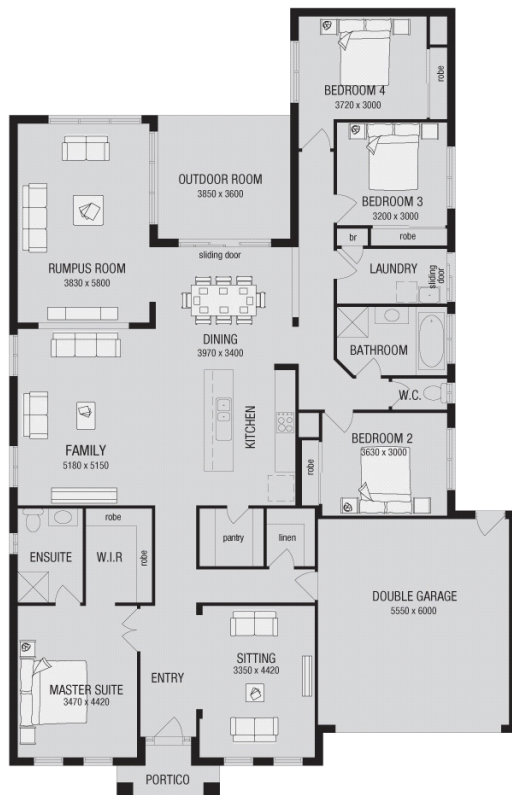 BEDROOM 4
3720 x 3000
robe
OUTDOOR ROOM
3850 x 3600
BEDROOM 3
3200 x 3000
br
robe
RUMPUS ROOM
3830 x 5800
sliding door
LAUNDRY
sliding
door
DINING
3970 x 3400
BATHROOM
W.C.
KITCHEN
FAMILY
5180 x 5150
BEDROOM 2
3630 x 3000
robe
robe
ENSUITE
W.I.R
robe
pantry
linen
DOUBLE GARAGE
5550 x 6000
MASTER SUITE
3470 x 4420
ENTRY
SITTING
3350 x 4420
PORTICO